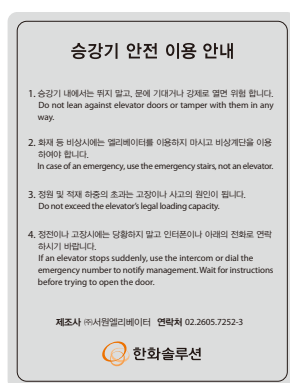 승강기 안전 이용 안내
1. 승강기 내에서는 뛰지 말고, 문에 기대거나 강제로 열면 위험 합니다.
Do not lean against elevator doors or tamper with them in any
way.
2. 화재 등 비상시에는 엘리베이터를 이용하지 마시고 비상계단을 이용
하여야 합니다.
In case of an emergency, use the emergency stairs, not an elevator.
3. 정원 및 적재 하중의 초과는 고장이나 사고의 원인이 됩니다.
Do not exceed the elevator's legal loading capacity.
4. 정전이나 고장시에는 당황하지 말고 인터폰이나 아래의 전화로 연락
하시기 바랍니다.
If an elevator stops suddenly, use the intercom or dial the
emergency number to notify management. Wait for instructions
before trying to open the door.
제조사 ㈜서원엘리베이터 연락처 02.2605.7252-3
한화솔루션